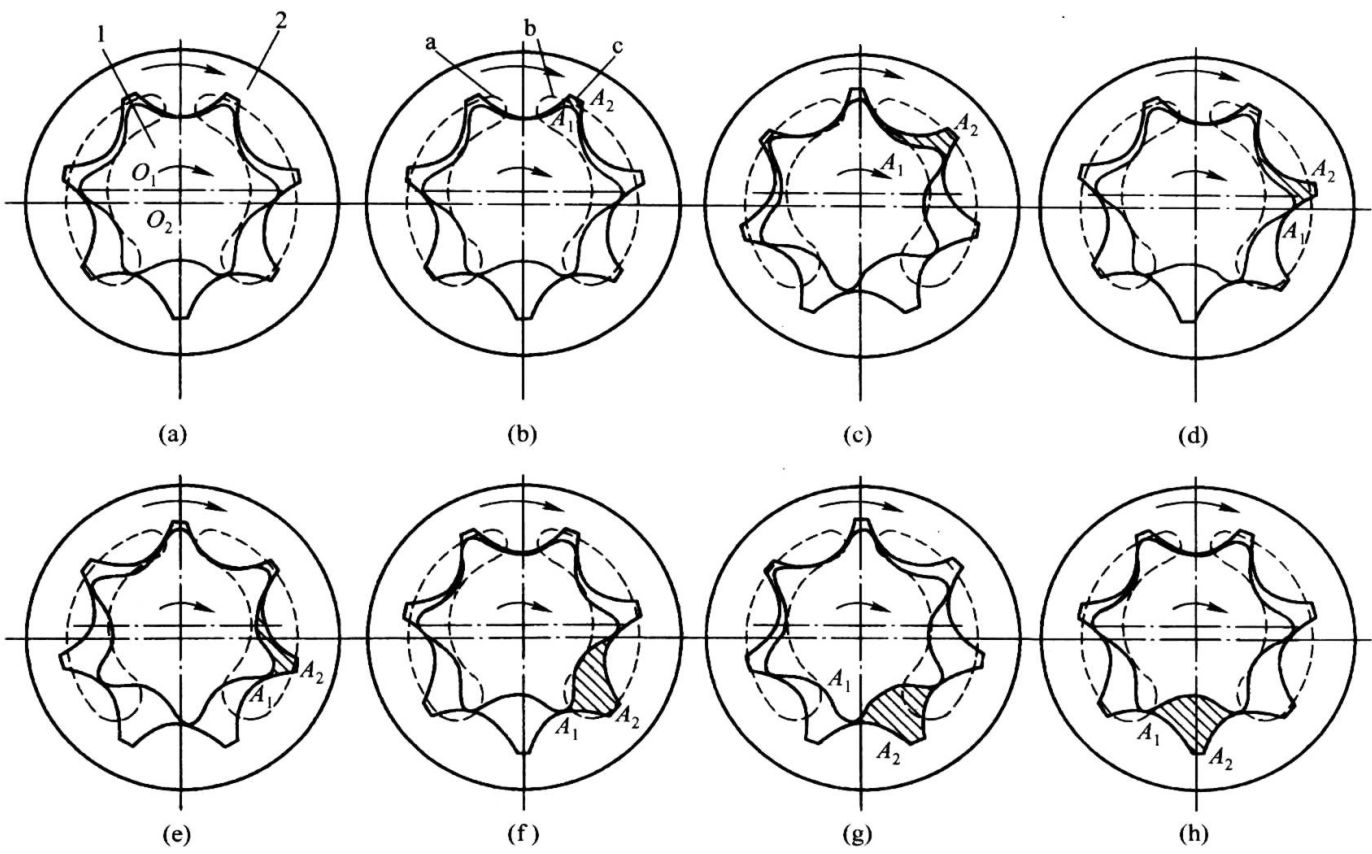 1 2
a b c
O₁
O₂
A₁ A₂
A₁ A₂
A₁ A₂
(a) (b) (c) (d)
A₁ A₂
A₁ A₂
A₁ A₂
A₁ A₂
(e) (f) (g) (h)